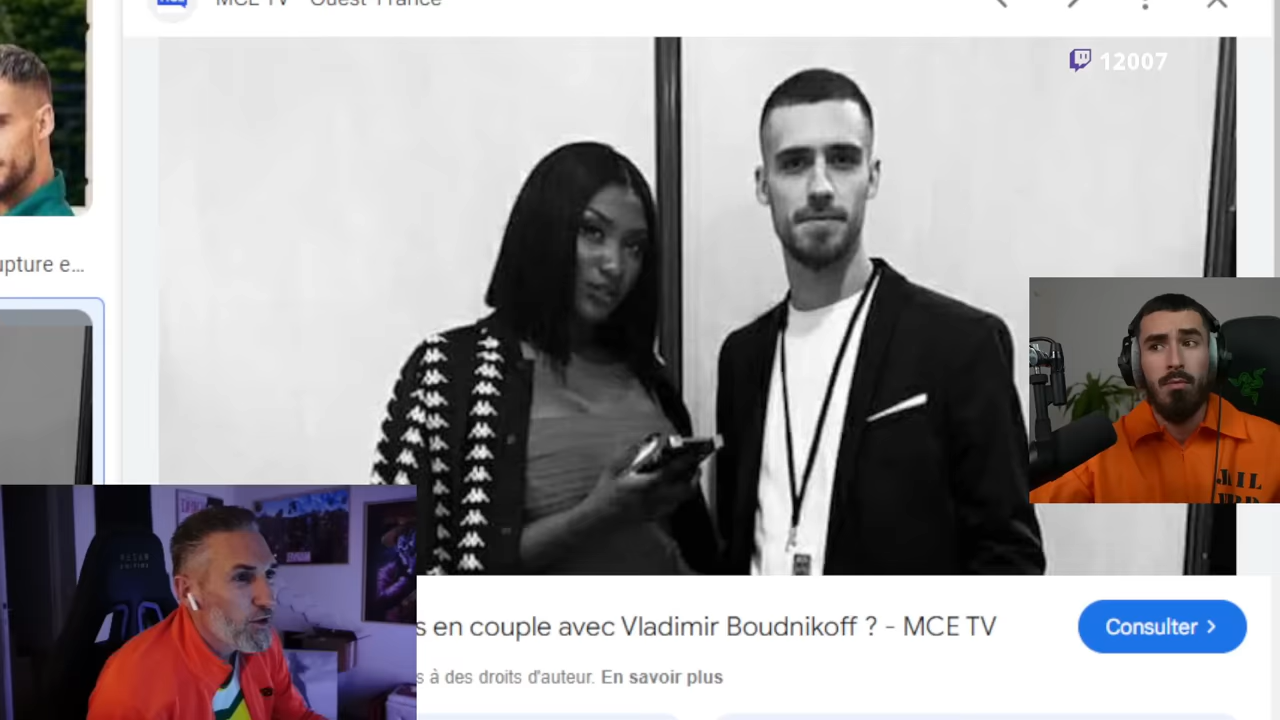 MCE TV - Ouest-France
12007
upture e...
s en couple avec Vladimir Boudnikoff ? - MCE TV
Consulter
s à des droits d'auteur. En savoir plus